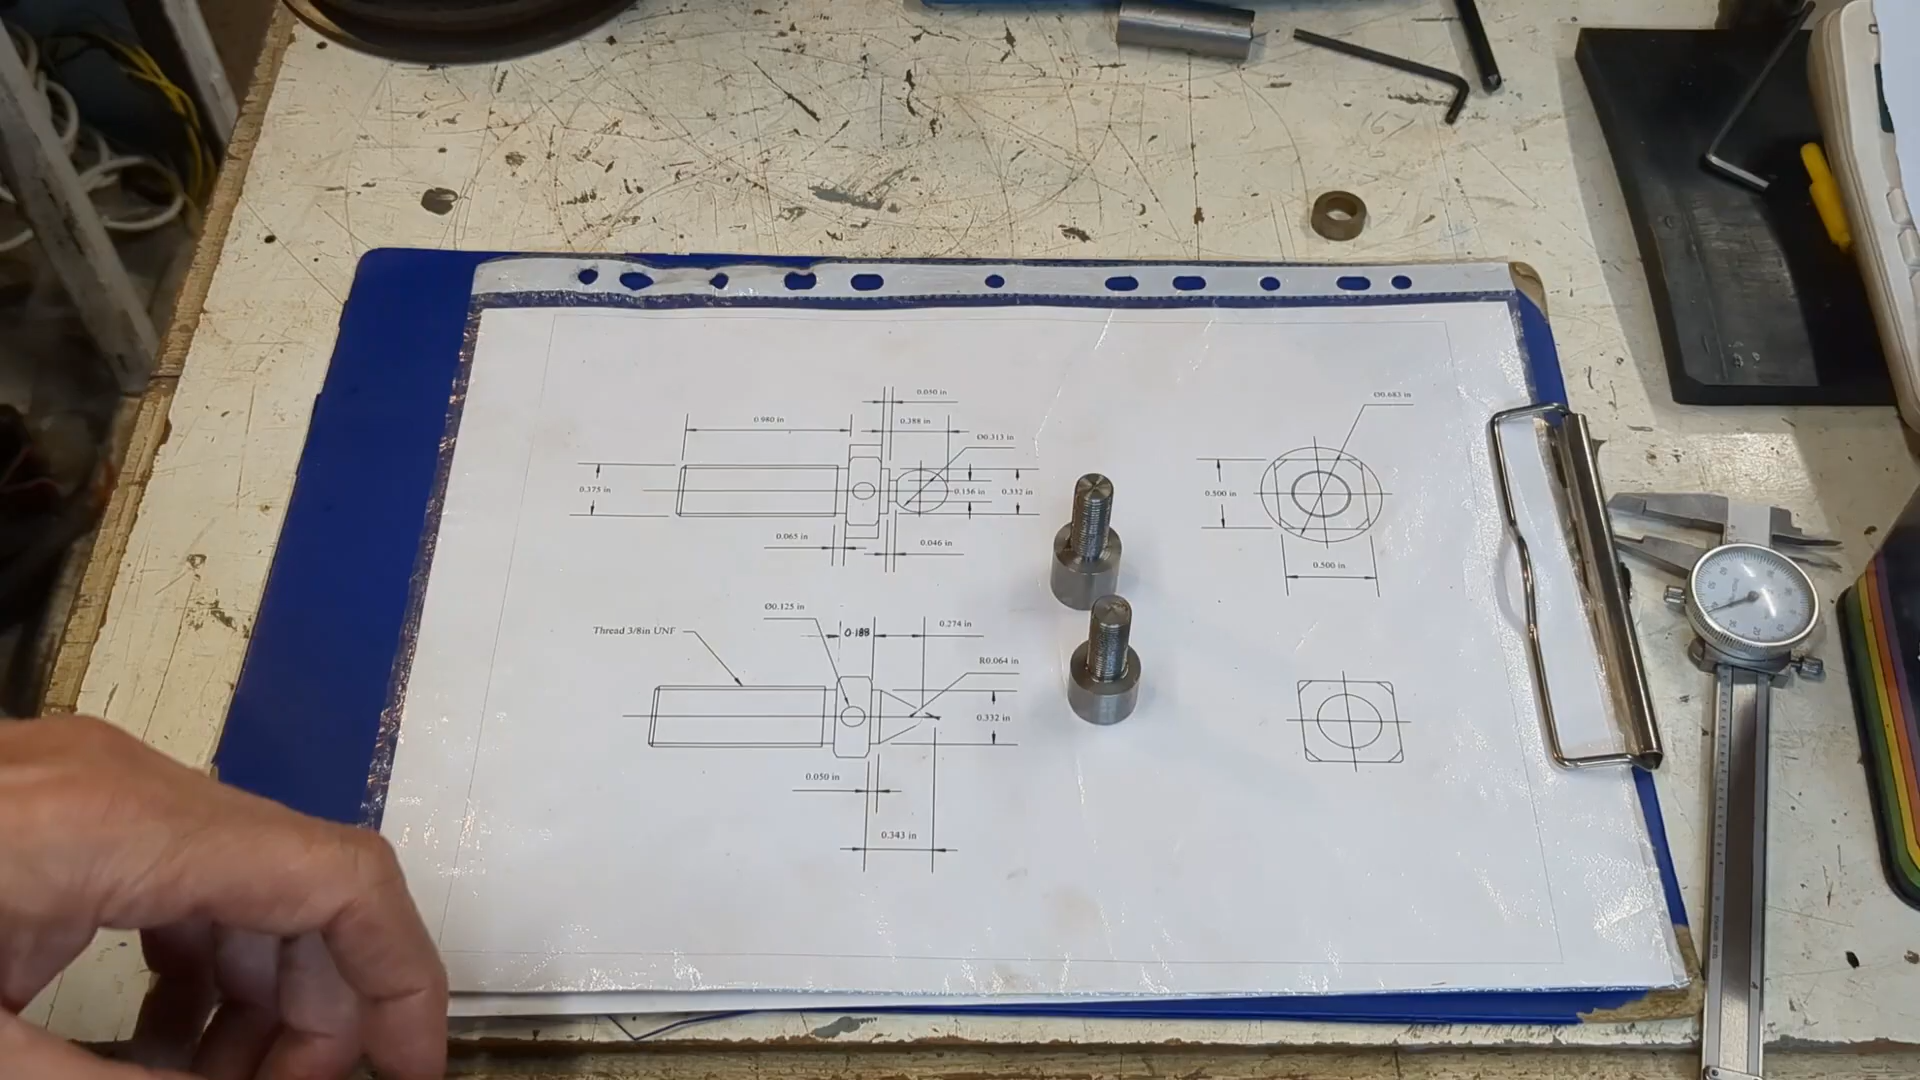 0.050 in
0.980 in
0.388 in
Ø0.313 in
0.375 in
0.156 in
0.332 in
0.065 in
0.046 in
Ø0.683 in
0.500 in
0.500 in
Ø0.125 in
Thread 3/8in UNF
0.189
0.274 in
R0.064 in
0.332 in
0.050 in
0.343 in